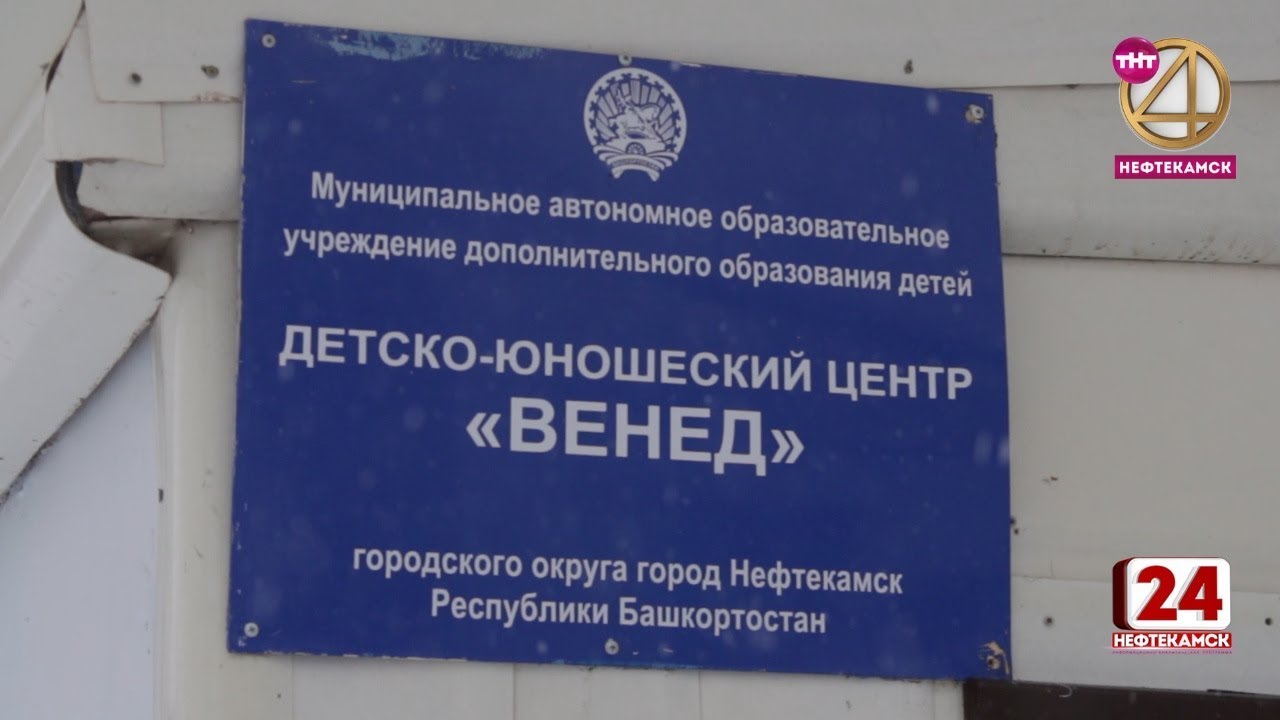 ТНТ
4
НЕФТЕКАМСК
Муниципальное автономное образовательное
учреждение дополнительного образования детей
ДЕТСКО-ЮНОШЕСКИЙ ЦЕНТР
«ВЕНЕД»
городского округа город Нефтекамск
Республики Башкортостан
24
НЕФТЕКАМСК